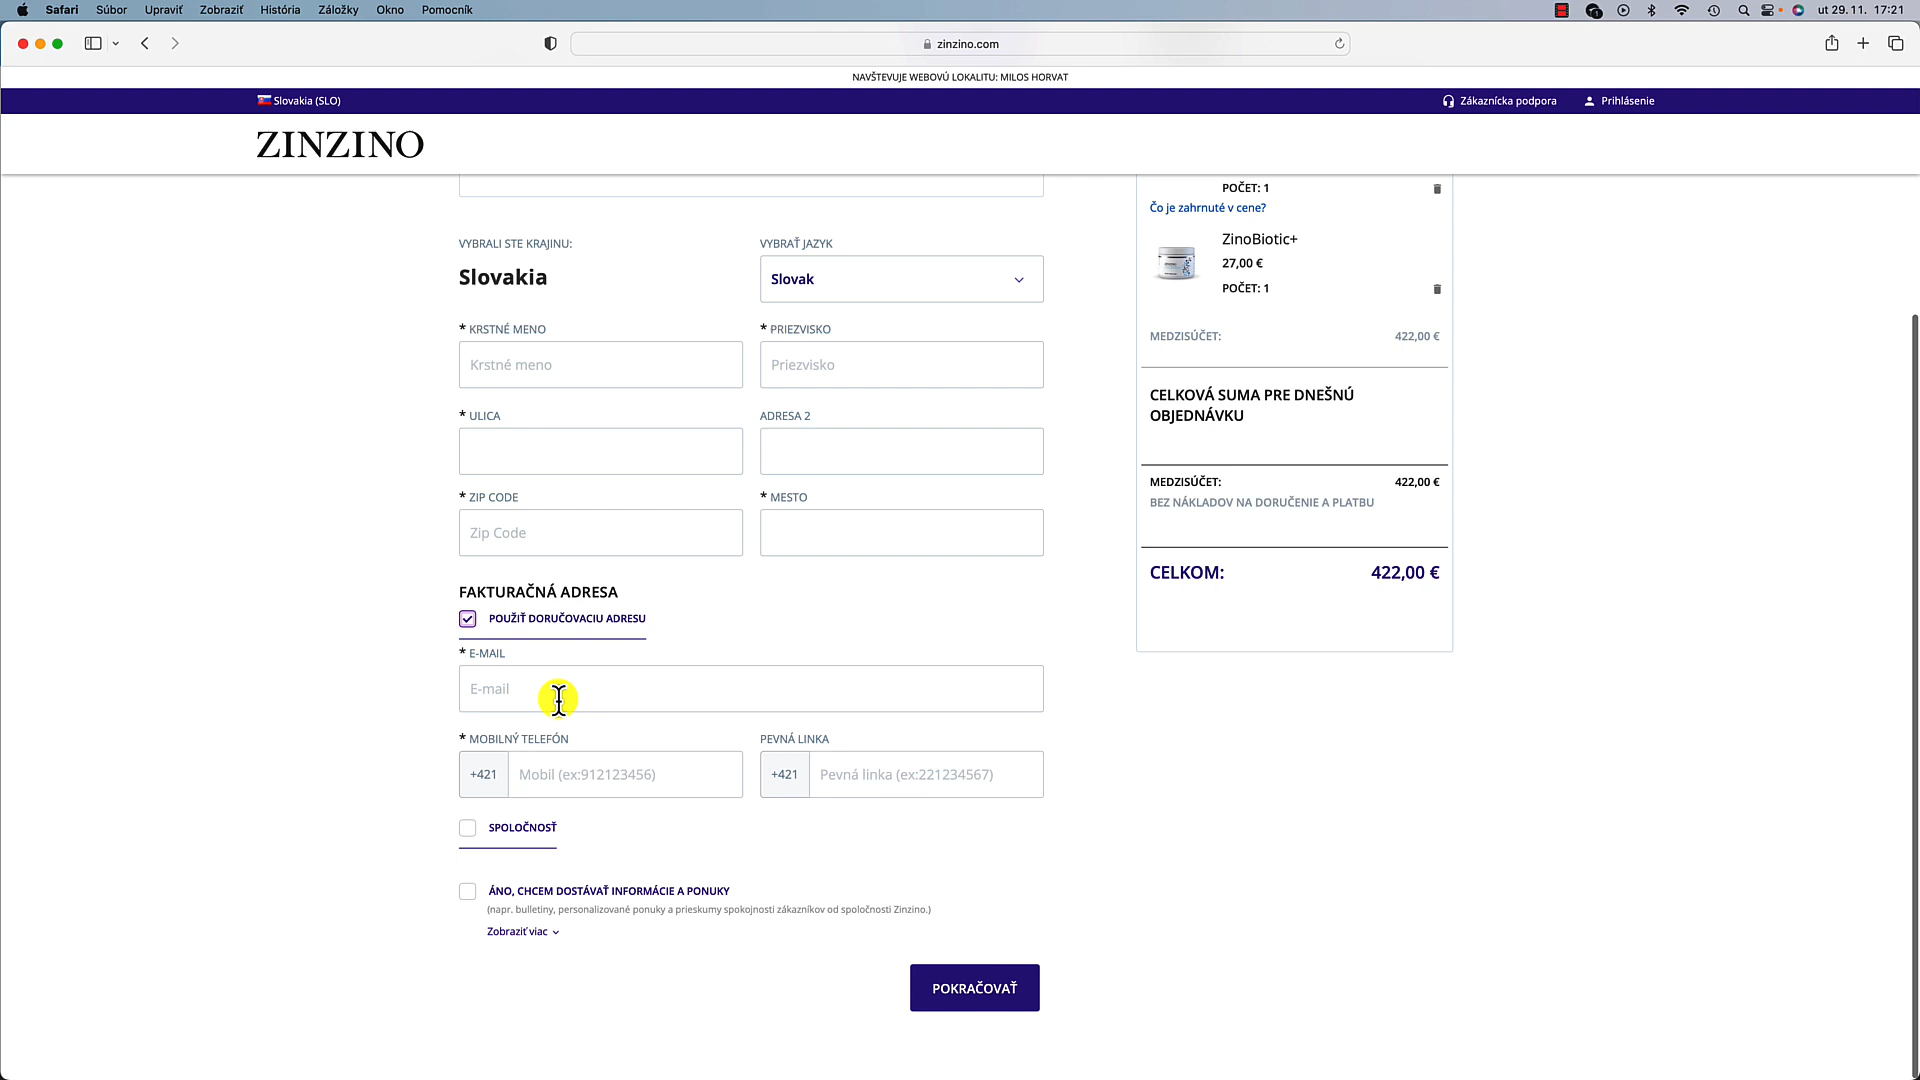 Safari Súbor Upraviť Zobraziť História Záložky Okno Pomocník ut 29. 11. 17:21
zinzino.com
NAVŠTEVUJE WEBOVÚ LOKALITU: MILOS HORVAT
Slovakia (SLO) Zákaznícka podpora Prihlásenie
ZINZINO
VYBRALI STE KRAJINU: VYBRAŤ JAZYK
Slovakia Slovak
* KRSTNÉ MENO * PRIEZVISKO
Krstné meno Priezvisko
* ULICA ADRESA 2
* ZIP CODE * MESTO
Zip Code
FAKTURAČNÁ ADRESA
POUŽIŤ DORUČOVACIU ADRESU
* E-MAIL
E-mail
* MOBILNÝ TELEFÓN PEVNÁ LINKA
+421 Mobil (ex:912123456) +421 Pevná linka (ex:221234567)
SPOLOČNOSŤ
ÁNO, CHCEM DOSTÁVAŤ INFORMÁCIE A PONUKY
(napr. bulletiny, personalizované ponuky a prieskumy spokojnosti zákazníkov od spoločnosti Zinzino.)
Zobraziť viac
POKRAČOVAŤ
POČET: 1
Čo je zahrnuté v cene?
ZinoBiotic+
27,00 €
POČET: 1
MEDZISÚČET: 422,00 €
CELKOVÁ SUMA PRE DNEŠNÚ
OBJEDNÁVKU
MEDZISÚČET: 422,00 €
BEZ NÁKLADOV NA DORUČENIE A PLATBU
CELKOM: 422,00 €